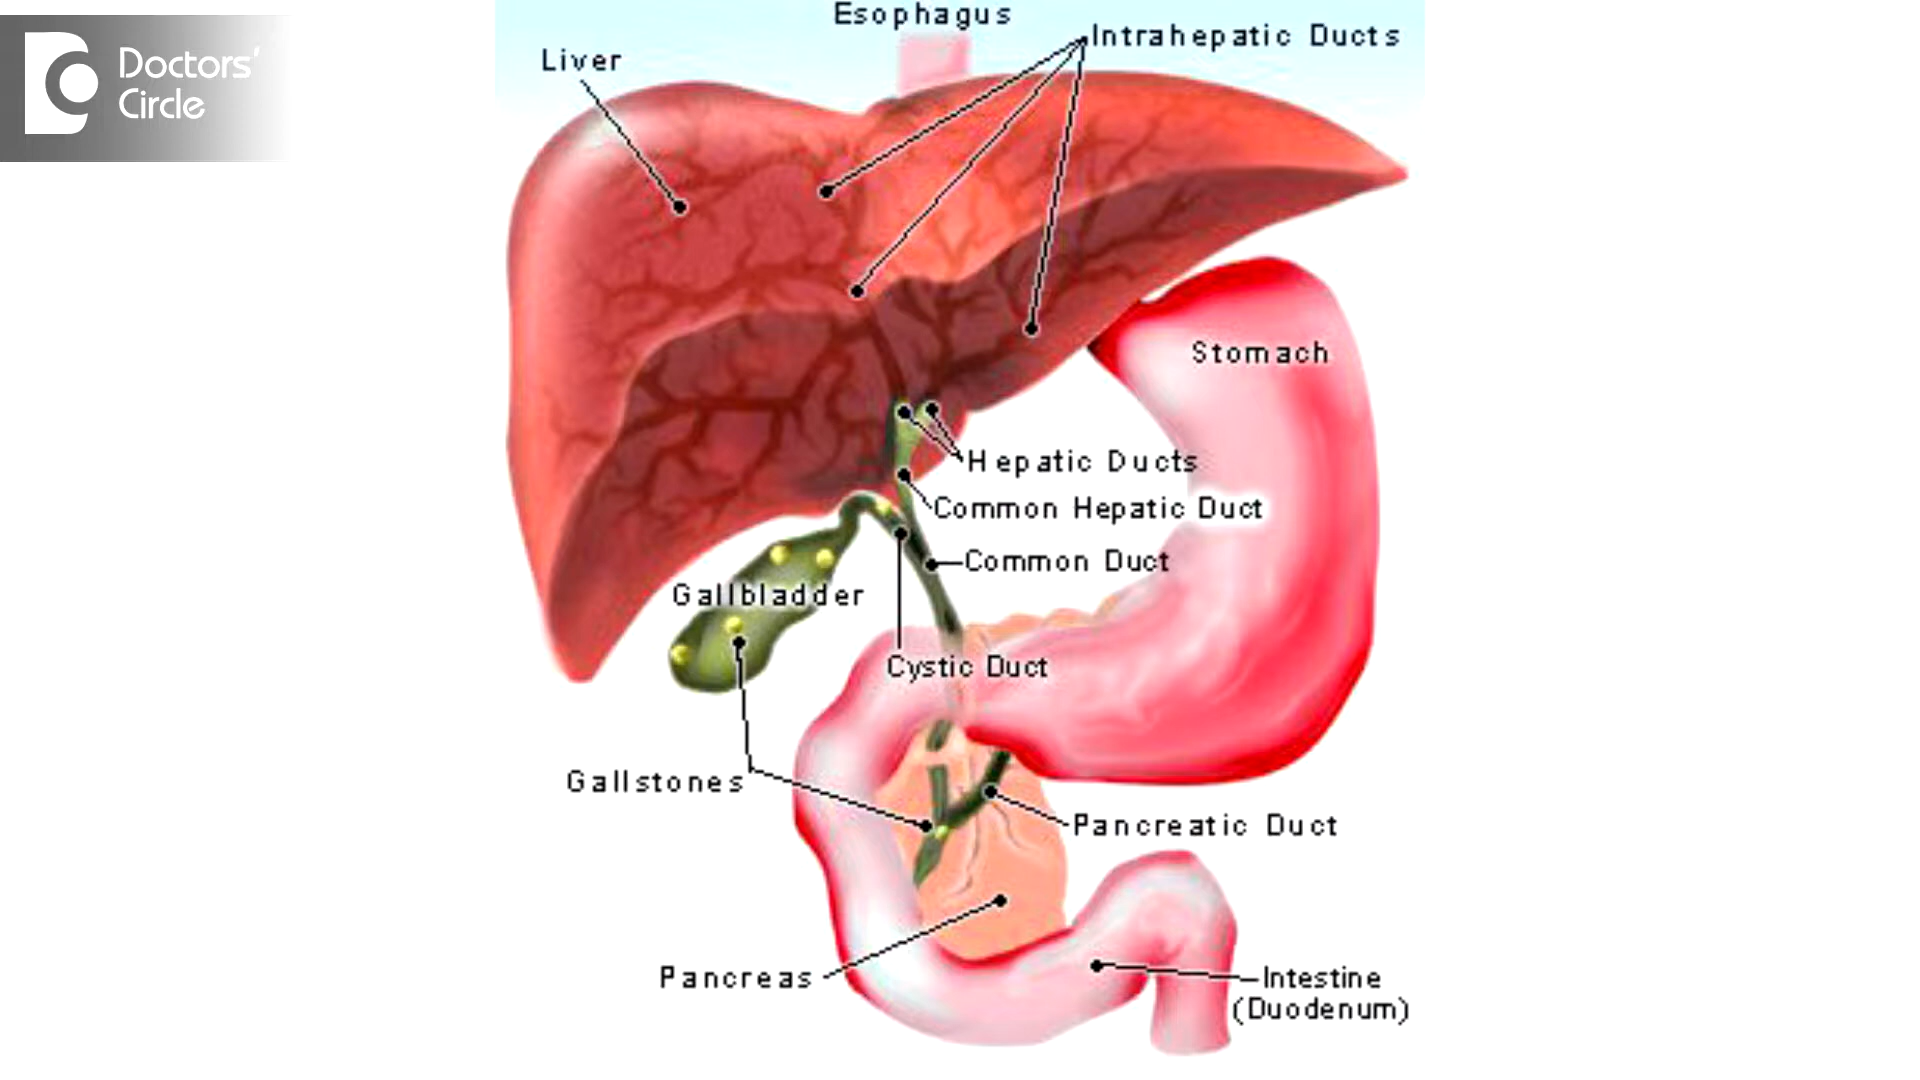 Doctors'
Circle
Esophagus
Intrahepatic Ducts
Liver
Stomach
Hepatic Ducts
Common Hepatic Duct
Common Duct
Gallbladder
Cystic Duct
Gallstones
Pancreatic Duct
Pancreas
Intestine
(Duodenum)